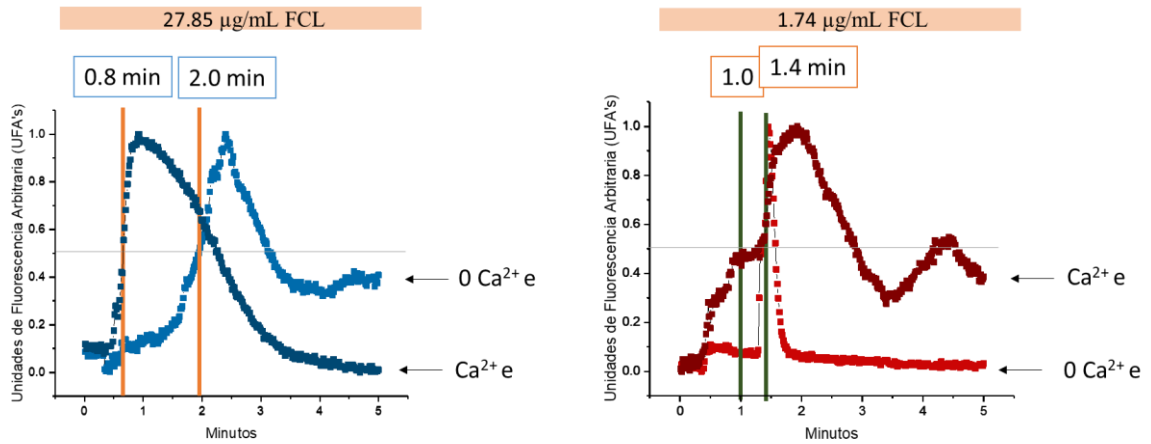 27.85 µg/mL FCL
0.8 min
2.0 min
Unidades de Fluorescencia Arbitraria (UFA's)
1.0
0.8
0.6
0.4
0.2
0.0
0 1 2 3 4 5
Minutos
0 Ca²⁺ e
Ca²⁺ e
1.74 µg/mL FCL
1.0
1.4 min
Unidades de Fluorescencia Arbitraria (UFA's)
1.0
0.8
0.6
0.4
0.2
0.0
0 1 2 3 4 5
Minutos
Ca²⁺ e
0 Ca²⁺ e